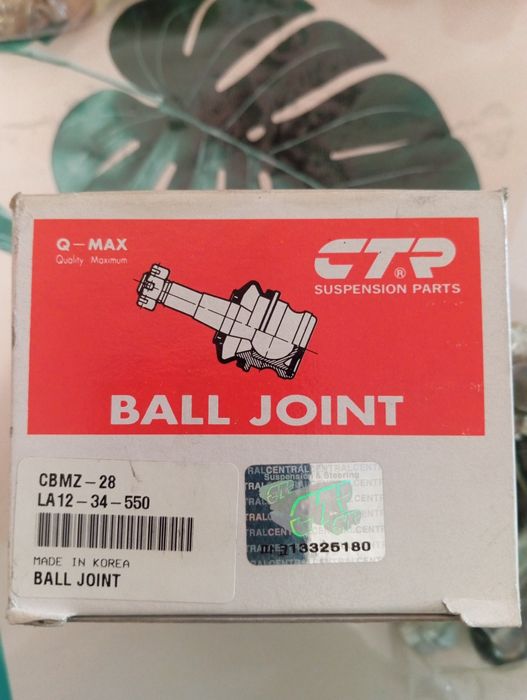 Q-MAX
Quality Maximum
CTR®
SUSPENSION PARTS
BALL JOINT
CBMZ-28
LA12-34-550
MADE IN KOREA
BALL JOINT
Suspension & Steering
CTR
13325180